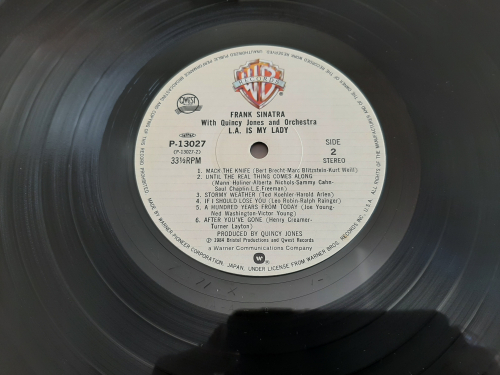 WB
RECORDS
QWEST
FRANK SINATRA
With Quincy Jones and Orchestra
L.A. IS MY LADY
P-13027
(P-13027-2)
33⅓RPM
SIDE
2
STEREO
1. MACK THE KNIFE (Bert Brecht-Marc Blitzstein-Kurt Weill)
2. UNTIL THE REAL THING COMES ALONG
(Mann Holiner-Alberta Nichols-Sammy Cahn-
Saul Chaplin-L.E.Freeman)
3. STORMY WEATHER (Ted Koehler-Harold Arlen)
4. IF I SHOULD LOSE YOU (Leo Robin-Ralph Rainger)
5. A HUNDRED YEARS FROM TODAY (Joe Young-
Ned Washington-Victor Young)
6. AFTER YOU'VE GONE (Henry Creamer-
Turner Layton)
PRODUCED BY QUINCY JONES
℗ 1984 Bristol Productions and Qwest Records
a Warner Communications Company
MADE BY WARNER-PIONEER CORPORATION, JAPAN, UNDER LICENSE FROM WARNER BROS. RECORDS INC., U.S.A.